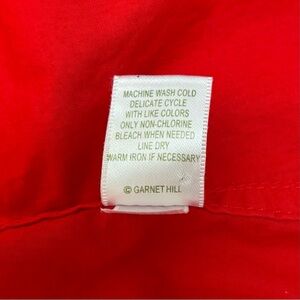 MACHINE WASH COLD
DELICATE CYCLE
WITH LIKE COLORS
ONLY NON-CHLORINE
BLEACH WHEN NEEDED
LINE DRY
WARM IRON IF NECESSARY
© GARNET HILL